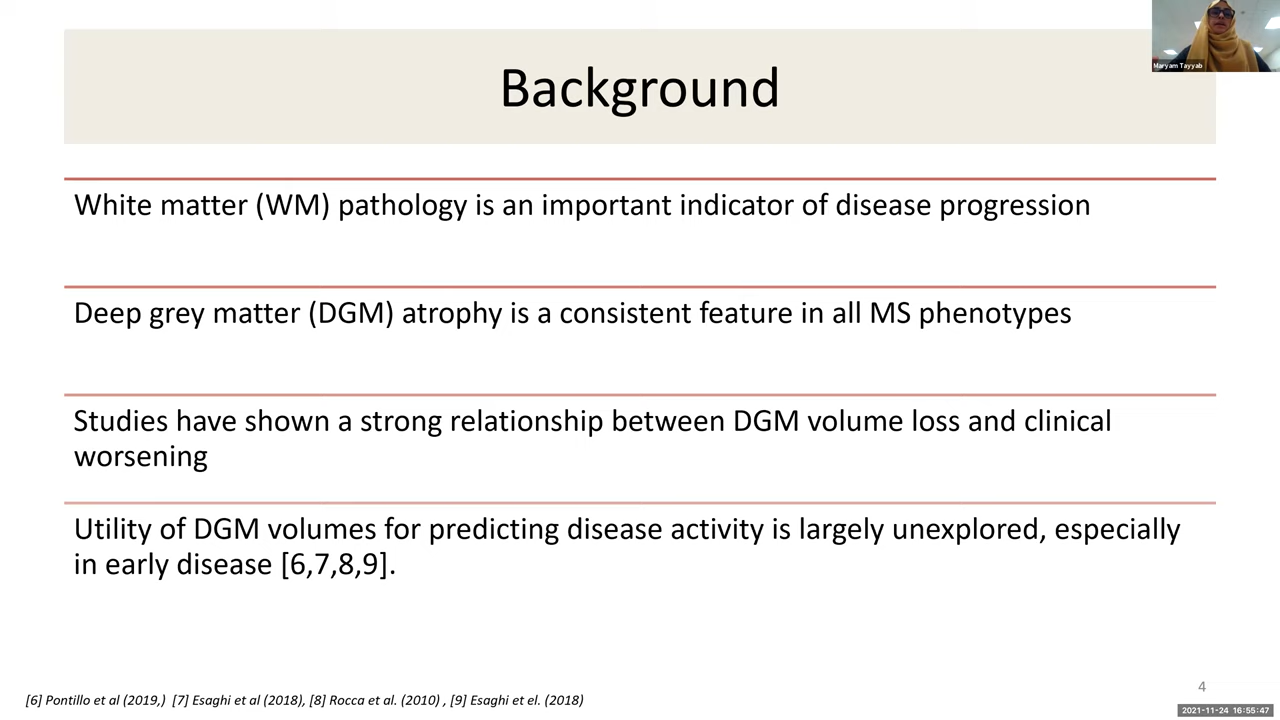 Maryam Tayyab
Background
White matter (WM) pathology is an important indicator of disease progression
Deep grey matter (DGM) atrophy is a consistent feature in all MS phenotypes
Studies have shown a strong relationship between DGM volume loss and clinical
worsening
Utility of DGM volumes for predicting disease activity is largely unexplored, especially
in early disease [6,7,8,9].
[6] Pontillo et al (2019,) [7] Esaghi et al (2018), [8] Rocca et al. (2010) , [9] Esaghi et el. (2018)
4
2021-11-24 16:55:47